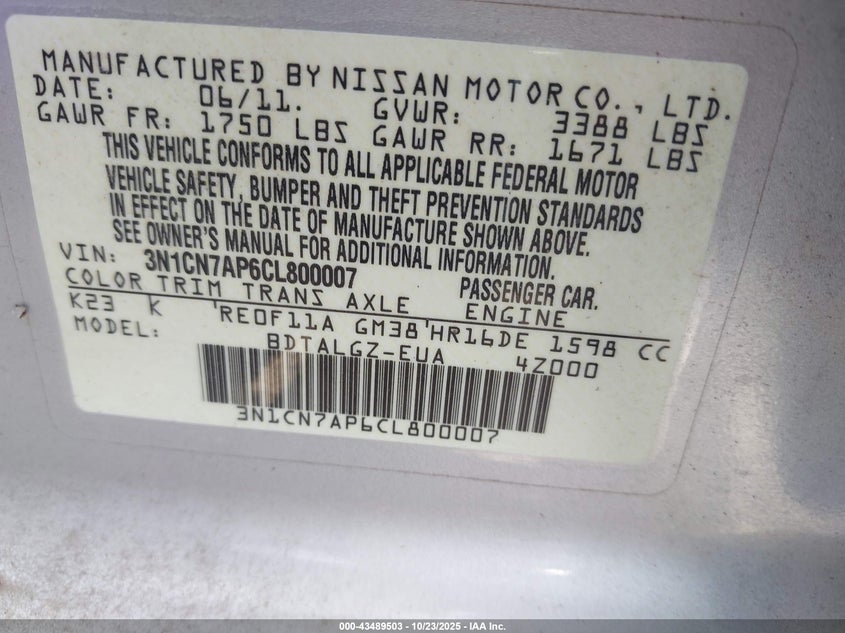 MANUFACTURED BY NISSAN MOTOR CO., LTD.
DATE: 06/11. GVWR: 3388 LBS
GAWR FR: 1750 LBS GAWR RR: 1671 LBS
THIS VEHICLE CONFORMS TO ALL APPLICABLE FEDERAL MOTOR
VEHICLE SAFETY, BUMPER AND THEFT PREVENTION STANDARDS
IN EFFECT ON THE DATE OF MANUFACTURE SHOWN ABOVE.
SEE OWNER'S MANUAL FOR ADDITIONAL INFORMATION.
VIN: 3N1CN7AP6CL800007 PASSENGER CAR.
COLOR TRIM TRANS AXLE ENGINE
K23 K 'RE0F11A GM38'HR16DE 1598 CC
MODEL: BDTALGZ-EUA 4Z000
3N1CN7AP6CL800007
000-43489503 - 10/23/2025 - IAA Inc.